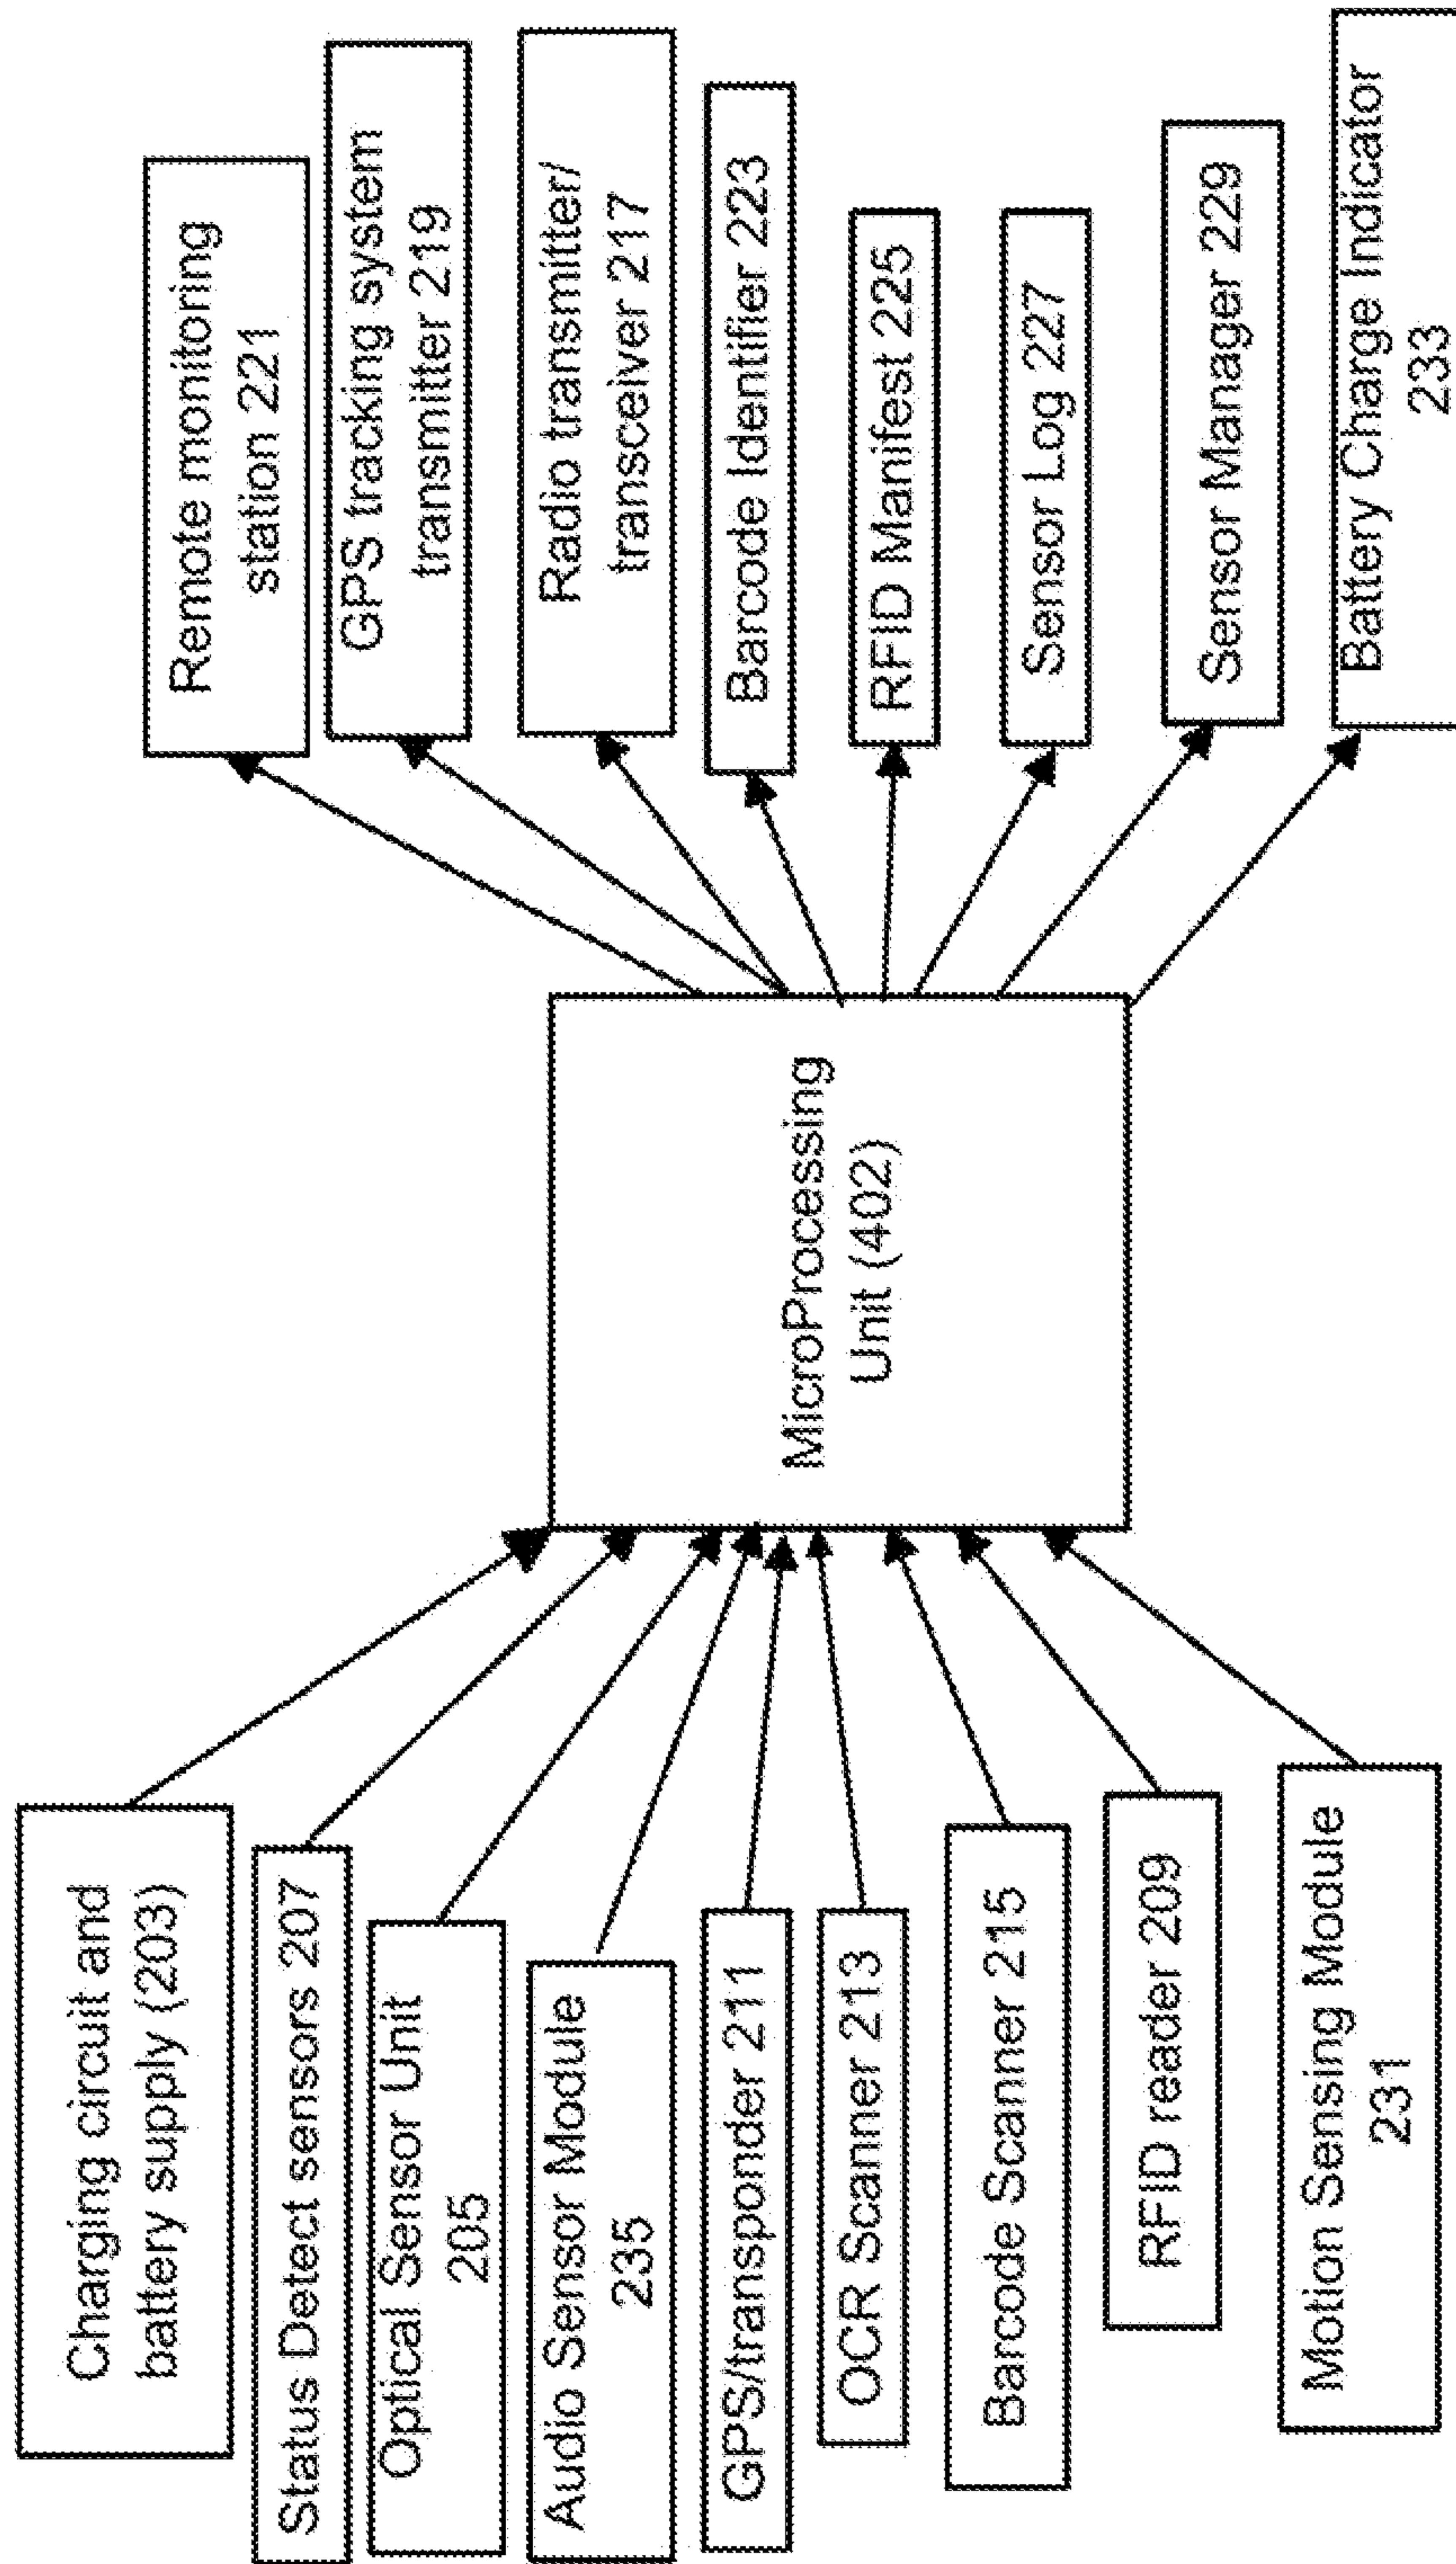 Charging circuit and
battery supply (203)
Status Detect sensors 207
Optical Sensor Unit
205
Audio Sensor Module
235
GPS/transponder 211
OCR Scanner 213
Barcode Scanner 215
RFID reader 209
Motion Sensing Module
231
MicroProcessing
Unit (402)
Remote monitoring
station 221
GPS tracking system
transmitter 219
Radio transmitter/
transceiver 217
Barcode Identifier 223
RFID Manifest 225
Sensor Log 227
Sensor Manager 229
Battery Charge Indicator
233